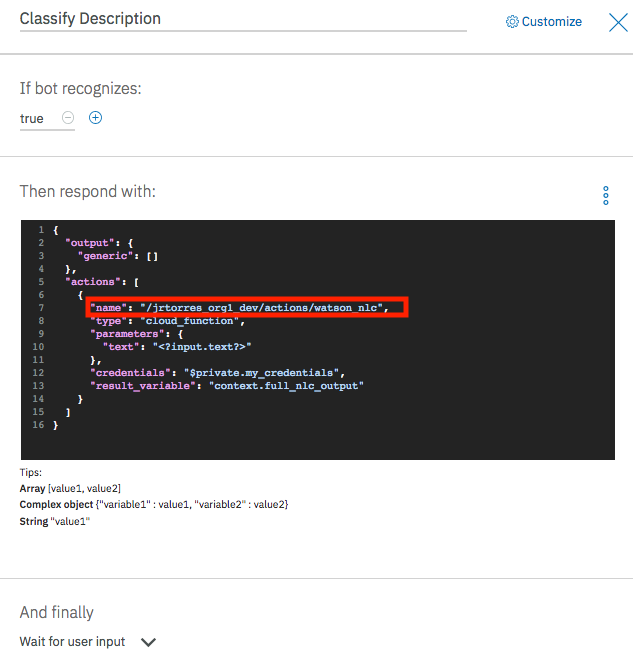 Classify Description
Customize
If bot recognizes:
true
Then respond with:
1 {
2 "output": {
3 "generic": []
4 },
5 "actions": [
6 {
7 "name": "/jrtorres_org1_dev/actions/watson_nlc",
8 "type": "cloud_function",
9 "parameters": {
10 "text": "<?input.text?>"
11 },
12 "credentials": "$private.my_credentials",
13 "result_variable": "context.full_nlc_output"
14 }
15 ]
16 }
Tips:
Array [value1, value2]
Complex object {"variable1" : value1, "variable2" : value2}
String "value1"
And finally
Wait for user input